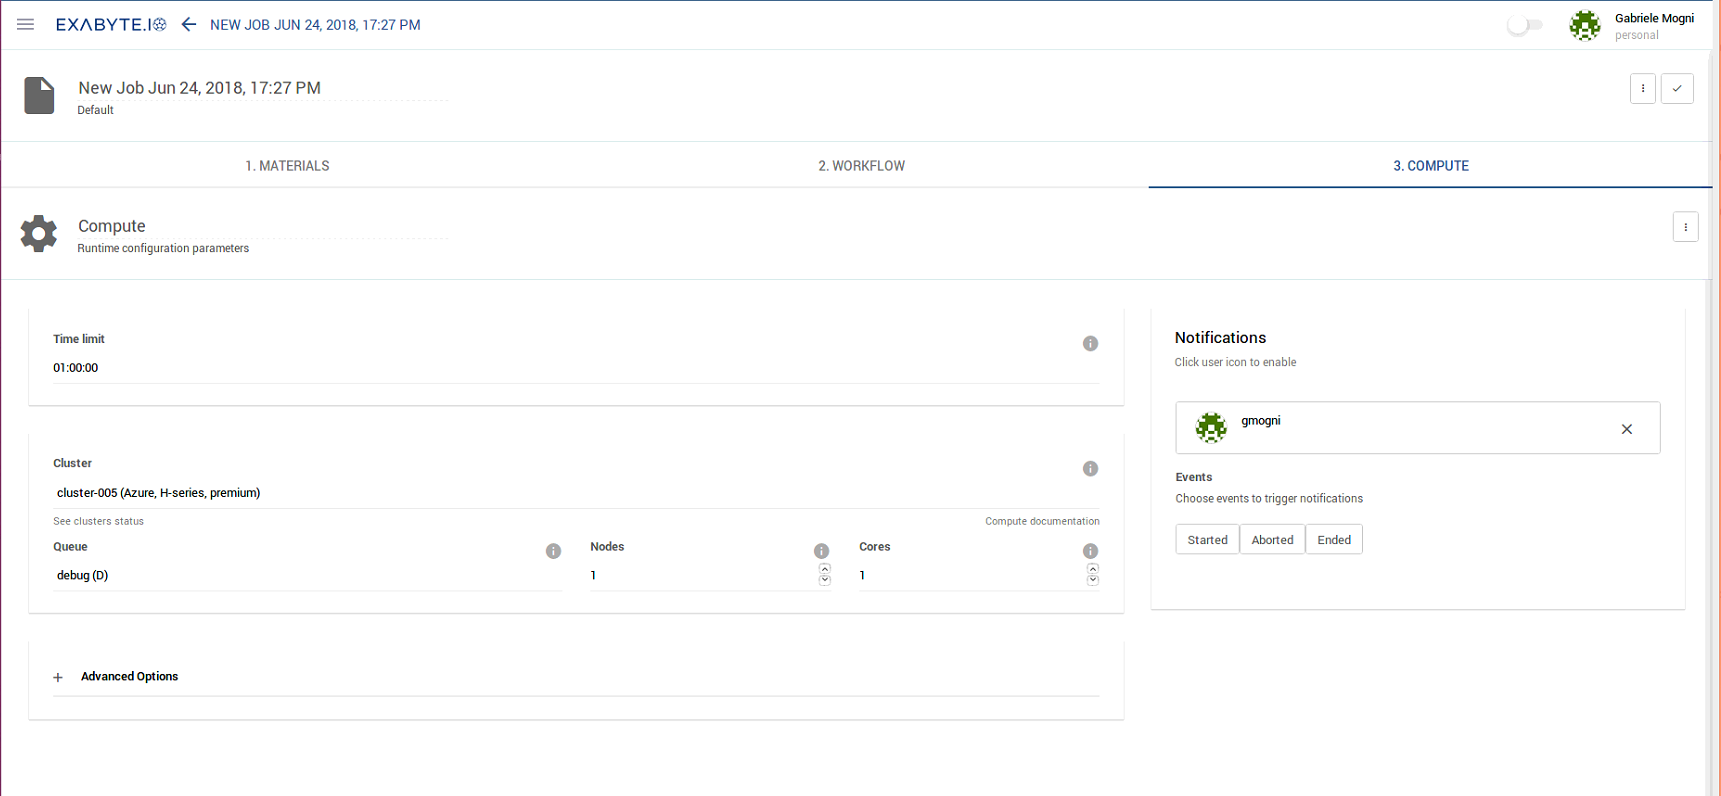 EXABYTE.IO NEW JOB JUN 24, 2018, 17:27 PM
Gabriele Mogni
personal
New Job Jun 24, 2018, 17:27 PM
Default
1. MATERIALS
2. WORKFLOW
3. COMPUTE
Compute
Runtime configuration parameters
Time limit
01:00:00
Cluster
cluster-005 (Azure, H-series, premium)
See clusters status
Compute documentation
Queue
debug (D)
Nodes
1
Cores
1
Advanced Options
Notifications
Click user icon to enable
gmogni
Events
Choose events to trigger notifications
Started
Aborted
Ended